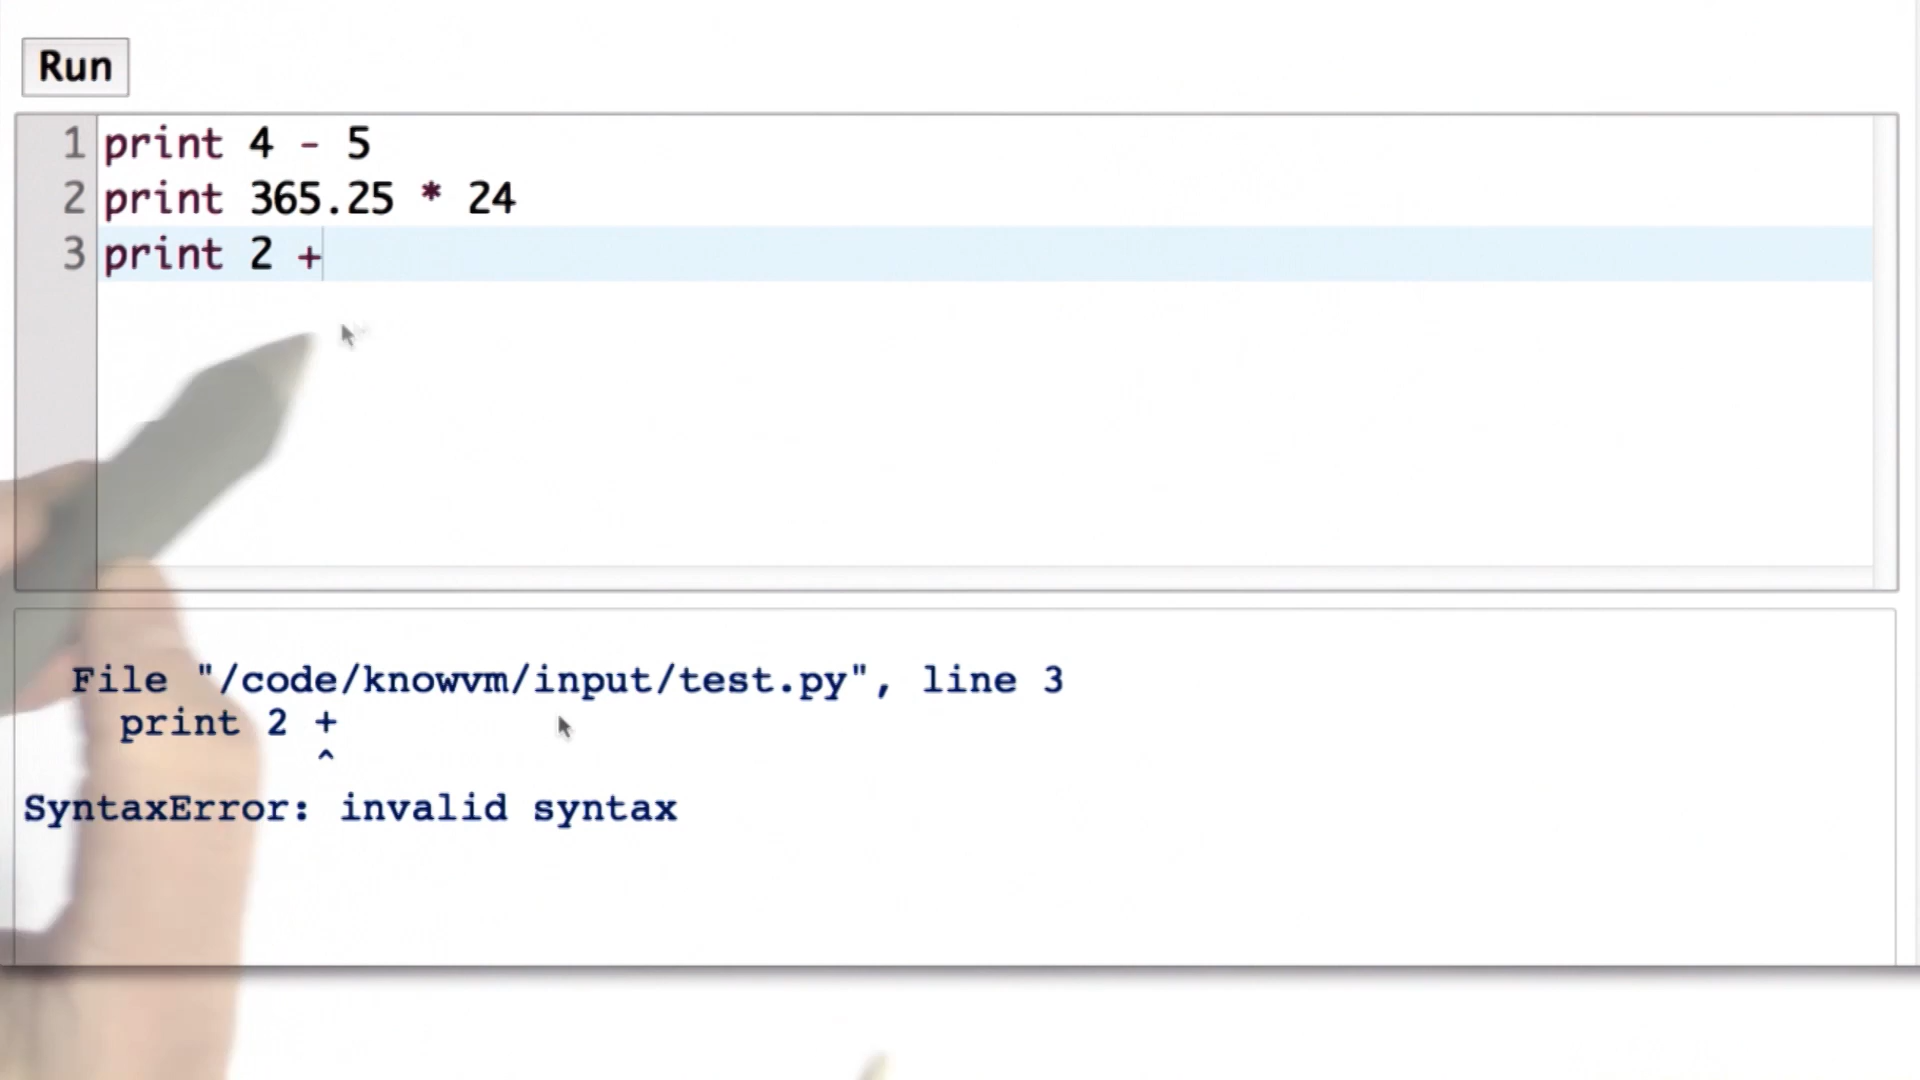 Run
1 print 4 - 5
2 print 365.25 * 24
3 print 2 +
File "/code/knowvm/input/test.py", line 3
print 2 +
^
SyntaxError: invalid syntax